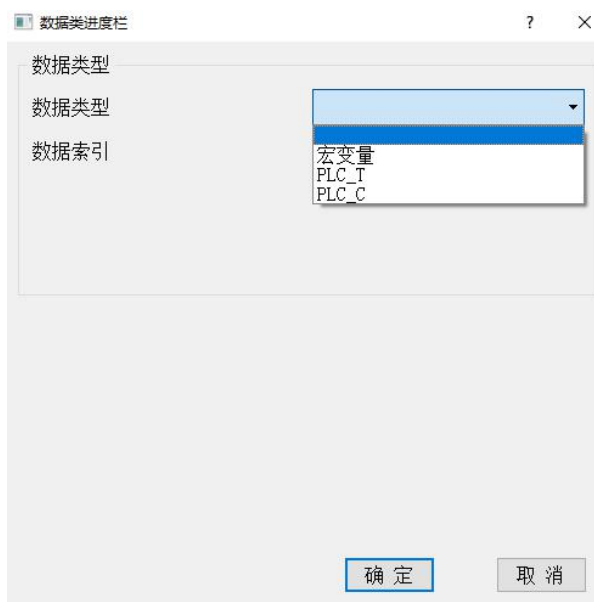 数据类进度栏
数据类型
数据类型
数据索引
宏变量
PLC_T
PLC_C
确 定
取 消